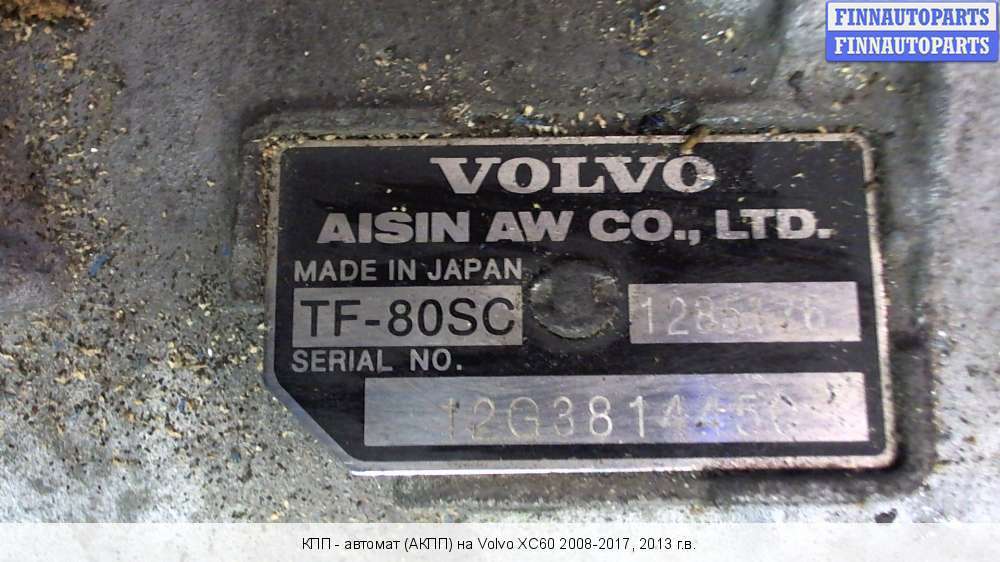 FINNAUTOPARTS
FINNAUTOPARTS
VOLVO
AISIN AW CO., LTD.
MADE IN JAPAN
TF-80SC
SERIAL NO.
КПП - автомат (АКПП) на Volvo XC60 2008-2017, 2013 г.в.